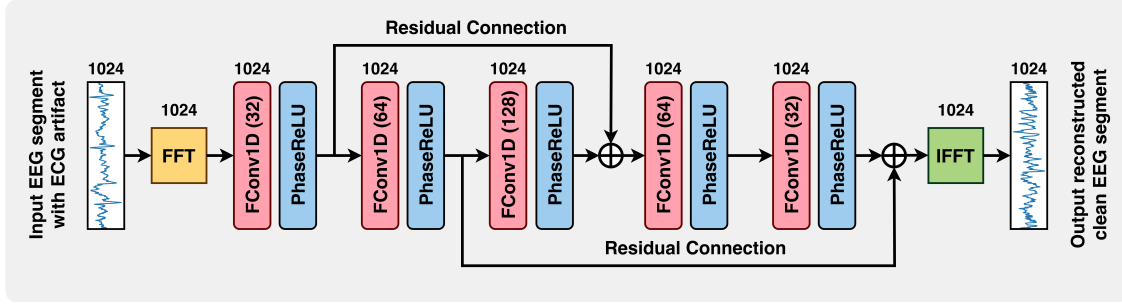 Residual Connection
Input EEG segment
with ECG artifact
1024
1024
FFT
1024
FConv1D (32)
PhaseReLU
1024
FConv1D (64)
PhaseReLU
1024
FConv1D (128)
PhaseReLU
1024
FConv1D (64)
PhaseReLU
1024
FConv1D (32)
PhaseReLU
1024
IFFT
1024
Output reconstructed
clean EEG segment
Residual Connection